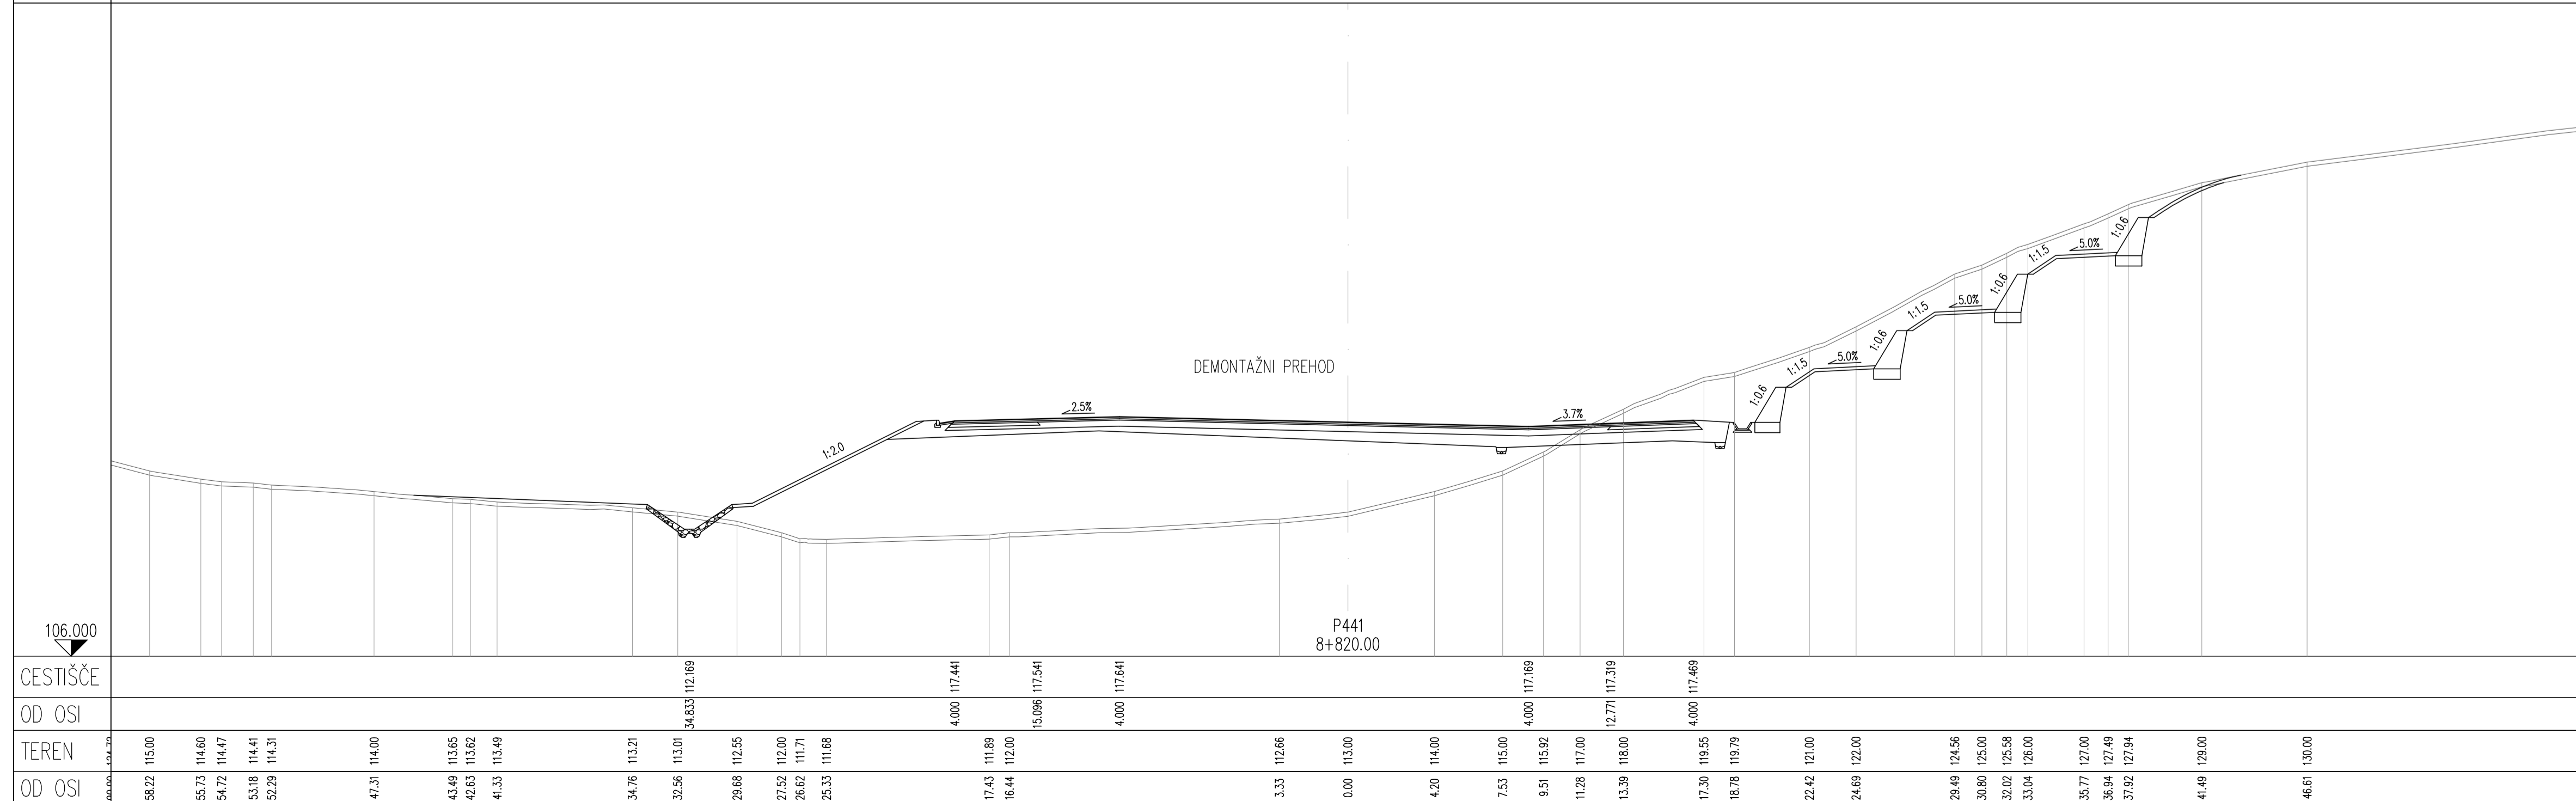 1:0.6
1:1.5
5.0%
1:0.6
1:1.5
5.0%
1:0.6
1:1.5
5.0%
1:0.6
DEMONTAŽNI PREHOD
2.5%
3.7%
1:2.0
P441
8+820.00
106.000
CESTIŠČE 112.169 117.441 117.541 117.641 117.169 117.319 117.469
OD OSI 34.833 4.000 15.096 4.000 4.000 12.771 4.000
TEREN 115.00 114.60 114.47 114.41 114.31 114.00 113.65 113.62 113.49 113.21 113.01 112.55 112.00 111.71 111.68 111.89 112.00 112.66 113.00 114.00 115.00 115.92 117.00 118.00 119.55 119.79 121.00 122.00 124.56 125.00 125.58 126.00 127.00 127.49 127.94 129.00 130.00
OD OSI 58.22 55.73 54.72 53.18 52.29 47.31 43.49 42.63 41.33 34.76 32.56 29.68 27.52 26.62 25.33 17.43 16.44 3.33 0.00 4.20 7.53 9.51 11.28 13.39 17.30 18.78 22.42 24.69 29.49 30.80 32.02 33.04 35.77 36.94 37.92 41.49 46.61